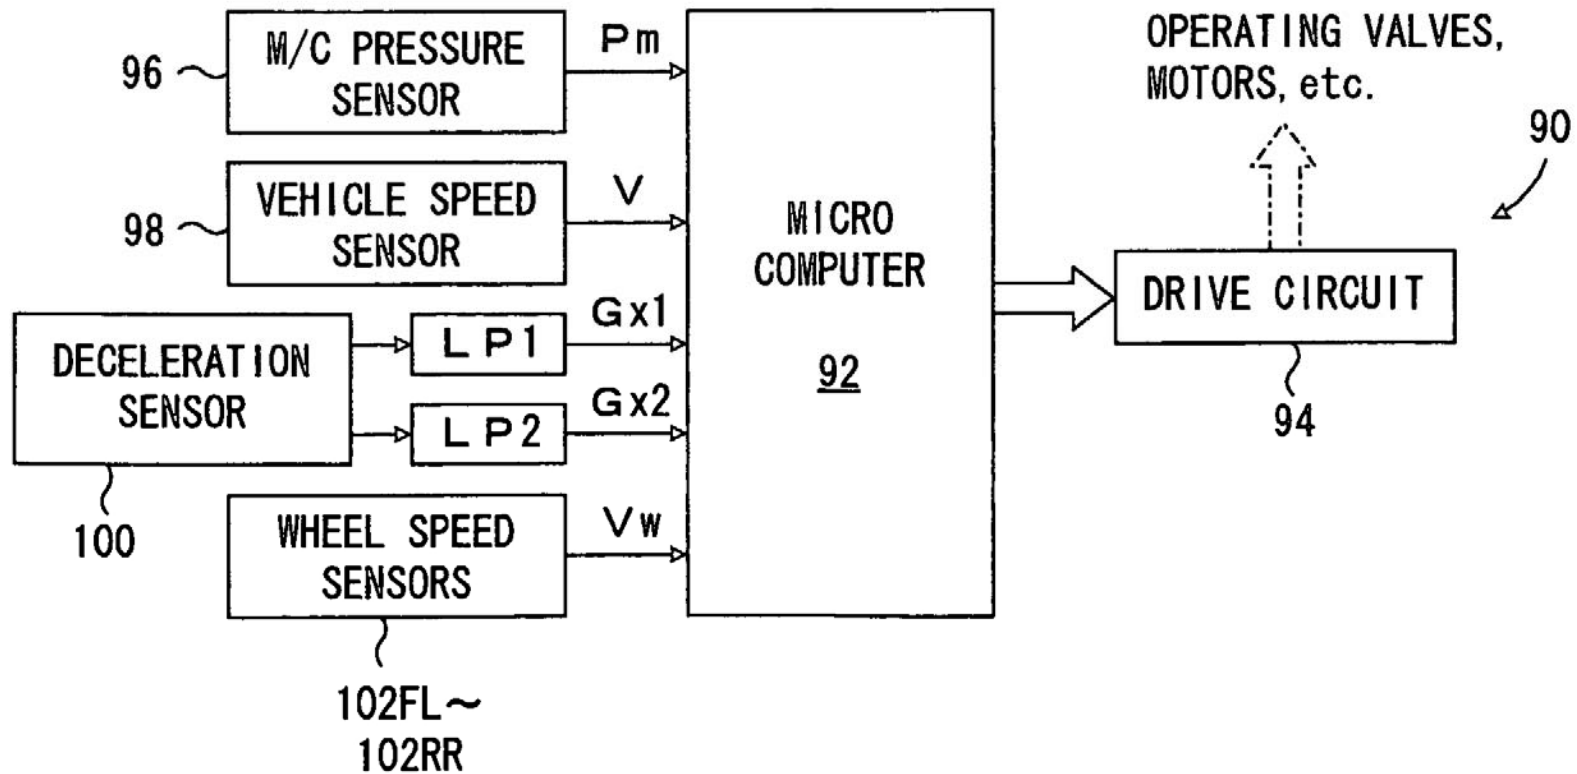 96
M/C PRESSURE
SENSOR
Pm
98
VEHICLE SPEED
SENSOR
V
100
DECELERATION
SENSOR
LP1
Gx1
LP2
Gx2
WHEEL SPEED
SENSORS
Vw
102FL～
102RR
MICRO
COMPUTER
92
OPERATING VALVES,
MOTORS, etc.
90
DRIVE CIRCUIT
94